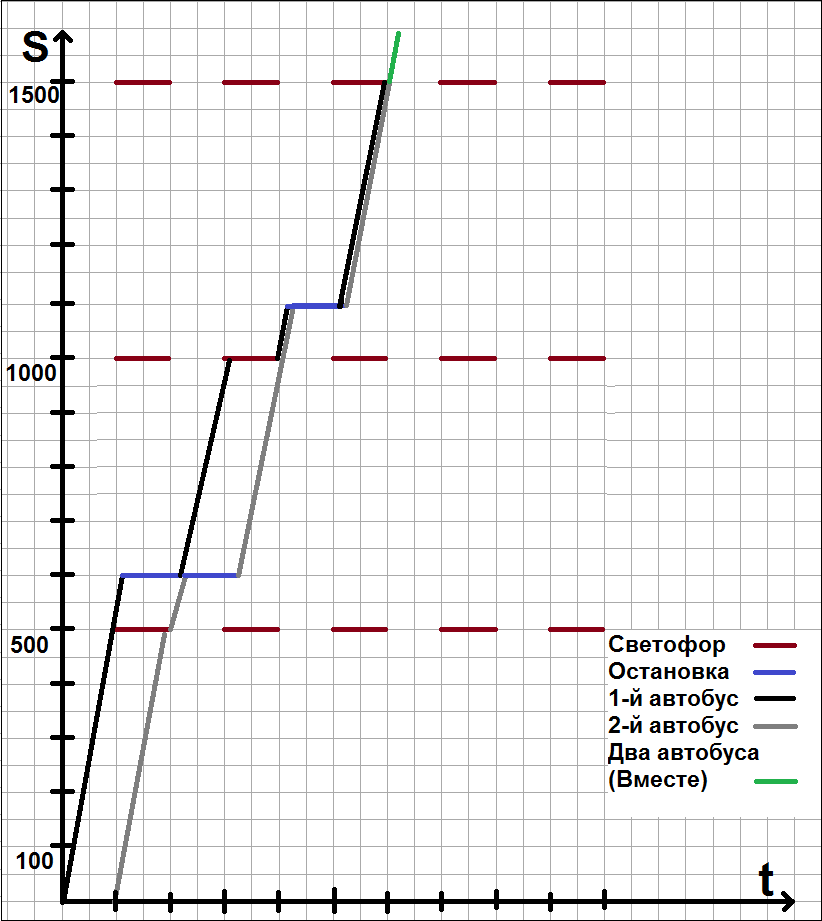 S
1500
1000
500
100
Светофор
Остановка
1-й автобус
2-й автобус
Два автобуса
(Вместе)
t